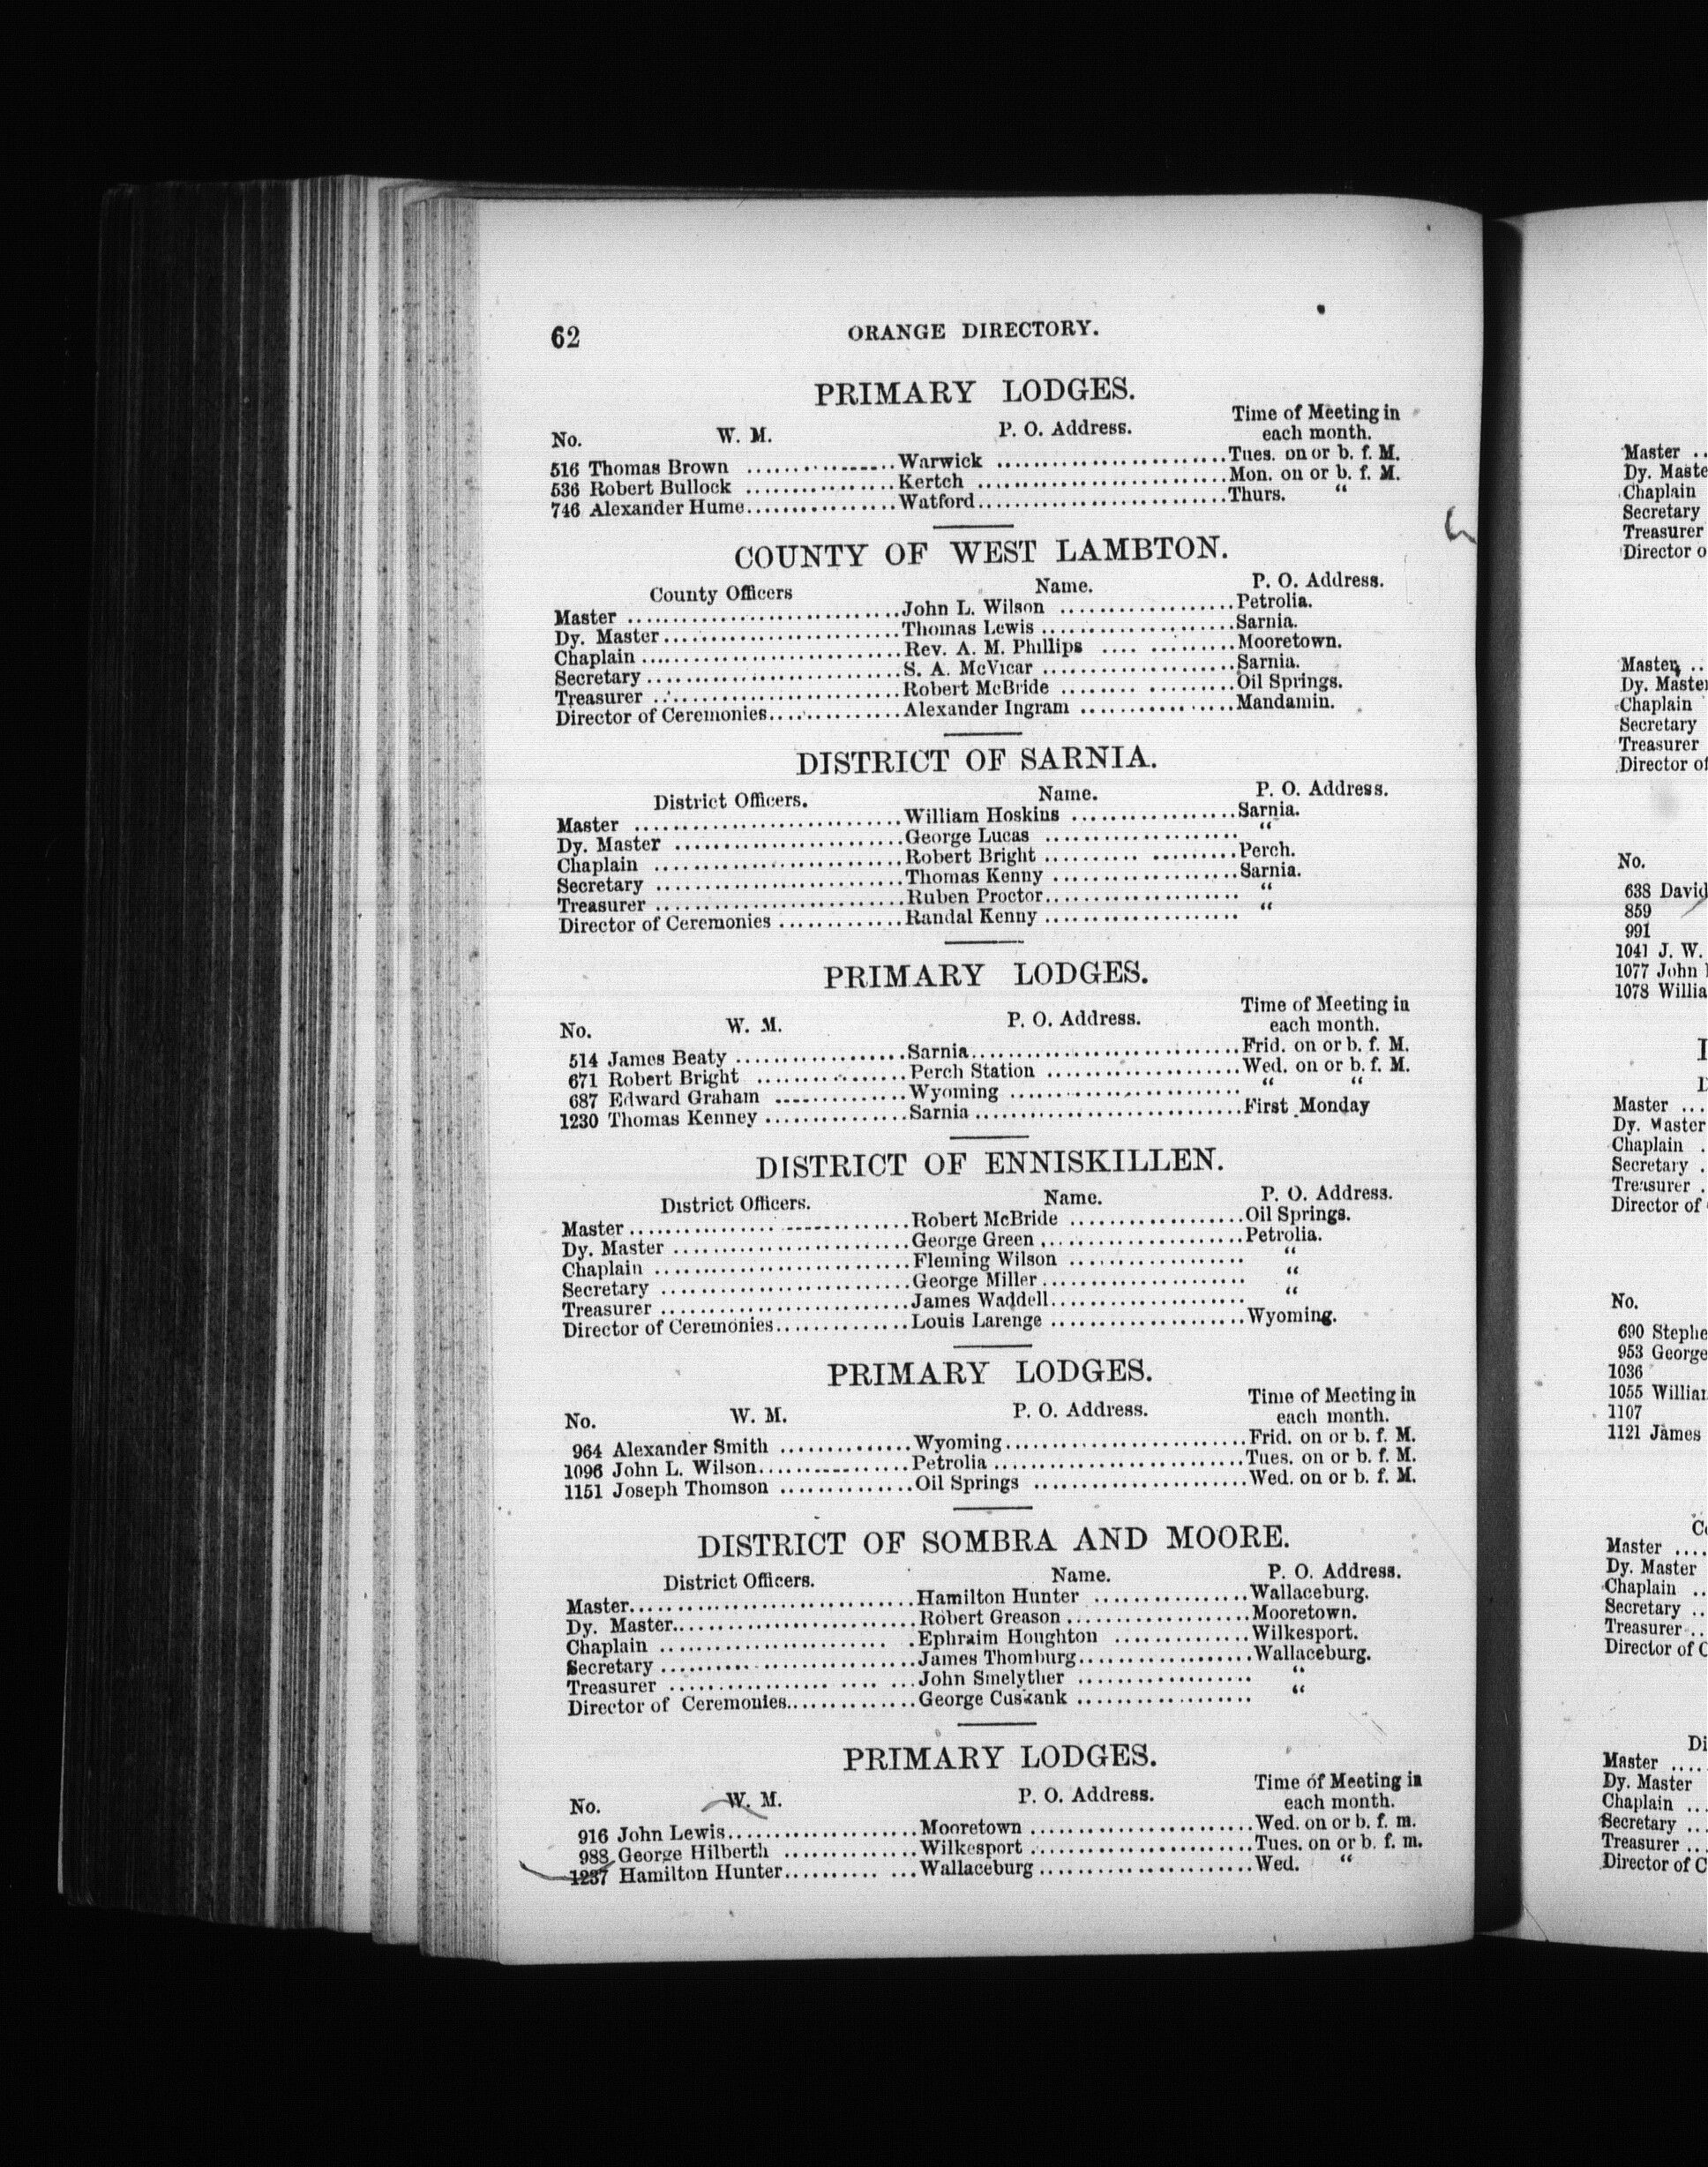 62
ORANGE DIRECTORY.
PRIMARY LODGES.
No. W. M. P. O. Address. Time of Meeting in each month.
516 Thomas Brown ........ Warwick ........ Tues. on or b. f. M.
536 Robert Bullock ........ Kertch ........ Mon. on or b. f. M.
746 Alexander Hume........ Watford........ Thurs. "
COUNTY OF WEST LAMBTON.
County Officers Name. P. O. Address.
Master ........ John L. Wilson ........ Petrolia.
Dy. Master........ Thomas Lewis ........ Sarnia.
Chaplain ........ Rev. A. M. Phillips ........ Mooretown.
Secretary ........ S. A. McVicar ........ Sarnia.
Treasurer ........ Robert McBride ........ Oil Springs.
Director of Ceremonies........ Alexander Ingram ........ Mandamin.
DISTRICT OF SARNIA.
District Officers. Name. P. O. Address.
Master ........ William Hoskins ........ Sarnia.
Dy. Master ........ George Lucas ........ "
Chaplain ........ Robert Bright ........ Perch.
Secretary ........ Thomas Kenny ........ Sarnia.
Treasurer ........ Ruben Proctor........ "
Director of Ceremonies ........ Randal Kenny ........ "
PRIMARY LODGES.
No. W. M. P. O. Address. Time of Meeting in each month.
514 James Beaty ........ Sarnia........ Frid. on or b. f. M.
671 Robert Bright ........ Perch Station ........ Wed. on or b. f. M.
687 Edward Graham ........ Wyoming ........ " "
1230 Thomas Kenney ........ Sarnia ........ First Monday
DISTRICT OF ENNISKILLEN.
District Officers. Name. P. O. Address.
Master ........ Robert McBride ........ Oil Springs.
Dy. Master ........ George Green ........ Petrolia.
Chaplain ........ Fleming Wilson ........ "
Secretary ........ George Miller ........ "
Treasurer ........ James Waddell........ "
Director of Ceremonies........ Louis Larenge ........ Wyoming.
PRIMARY LODGES.
No. W. M. P. O. Address. Time of Meeting in each month.
964 Alexander Smith ........ Wyoming........ Frid. on or b. f. M.
1096 John L. Wilson........ Petrolia ........ Tues. on or b. f. M.
1151 Joseph Thomson ........ Oil Springs ........ Wed. on or b. f. M.
DISTRICT OF SOMBRA AND MOORE.
District Officers. Name. P. O. Address.
Master........ Hamilton Hunter ........ Wallaceburg.
Dy. Master........ Robert Greason ........ Mooretown.
Chaplain ........ Ephraim Houghton ........ Wilkesport.
Secretary ........ James Thomburg........ Wallaceburg.
Treasurer ........ John Smelyther ........ "
Director of Ceremonies........ George ........ "
PRIMARY LODGES.
No. W. M. P. O. Address. Time of Meeting in each month.
916 John Lewis........ Mooretown ........ Wed. on or b. f. m.
988 George Hilberth ........ Wilkesport ........ Tues. on or b. f. m.
1237 Hamilton Hunter........ Wallaceburg ........ Wed. "
Master
Dy. Maste
Chaplain
Secretary
Treasurer
Director o
Master
Dy. Master
Chaplain
Secretary
Treasurer
Director of
No.
638 David
859
991
1041 J. W.
1077 John
1078 Willia
Master
Dy. Master
Chaplain
Secretary
Treasurer
Director of
No.
690 Stephe
953 George
1036
1055 Willia
1107
1121 James
Master
Dy. Master
Chaplain
Secretary
Treasurer
Director of C
Di
Master
Dy. Master
Chaplain
Secretary
Treasurer
Director of C